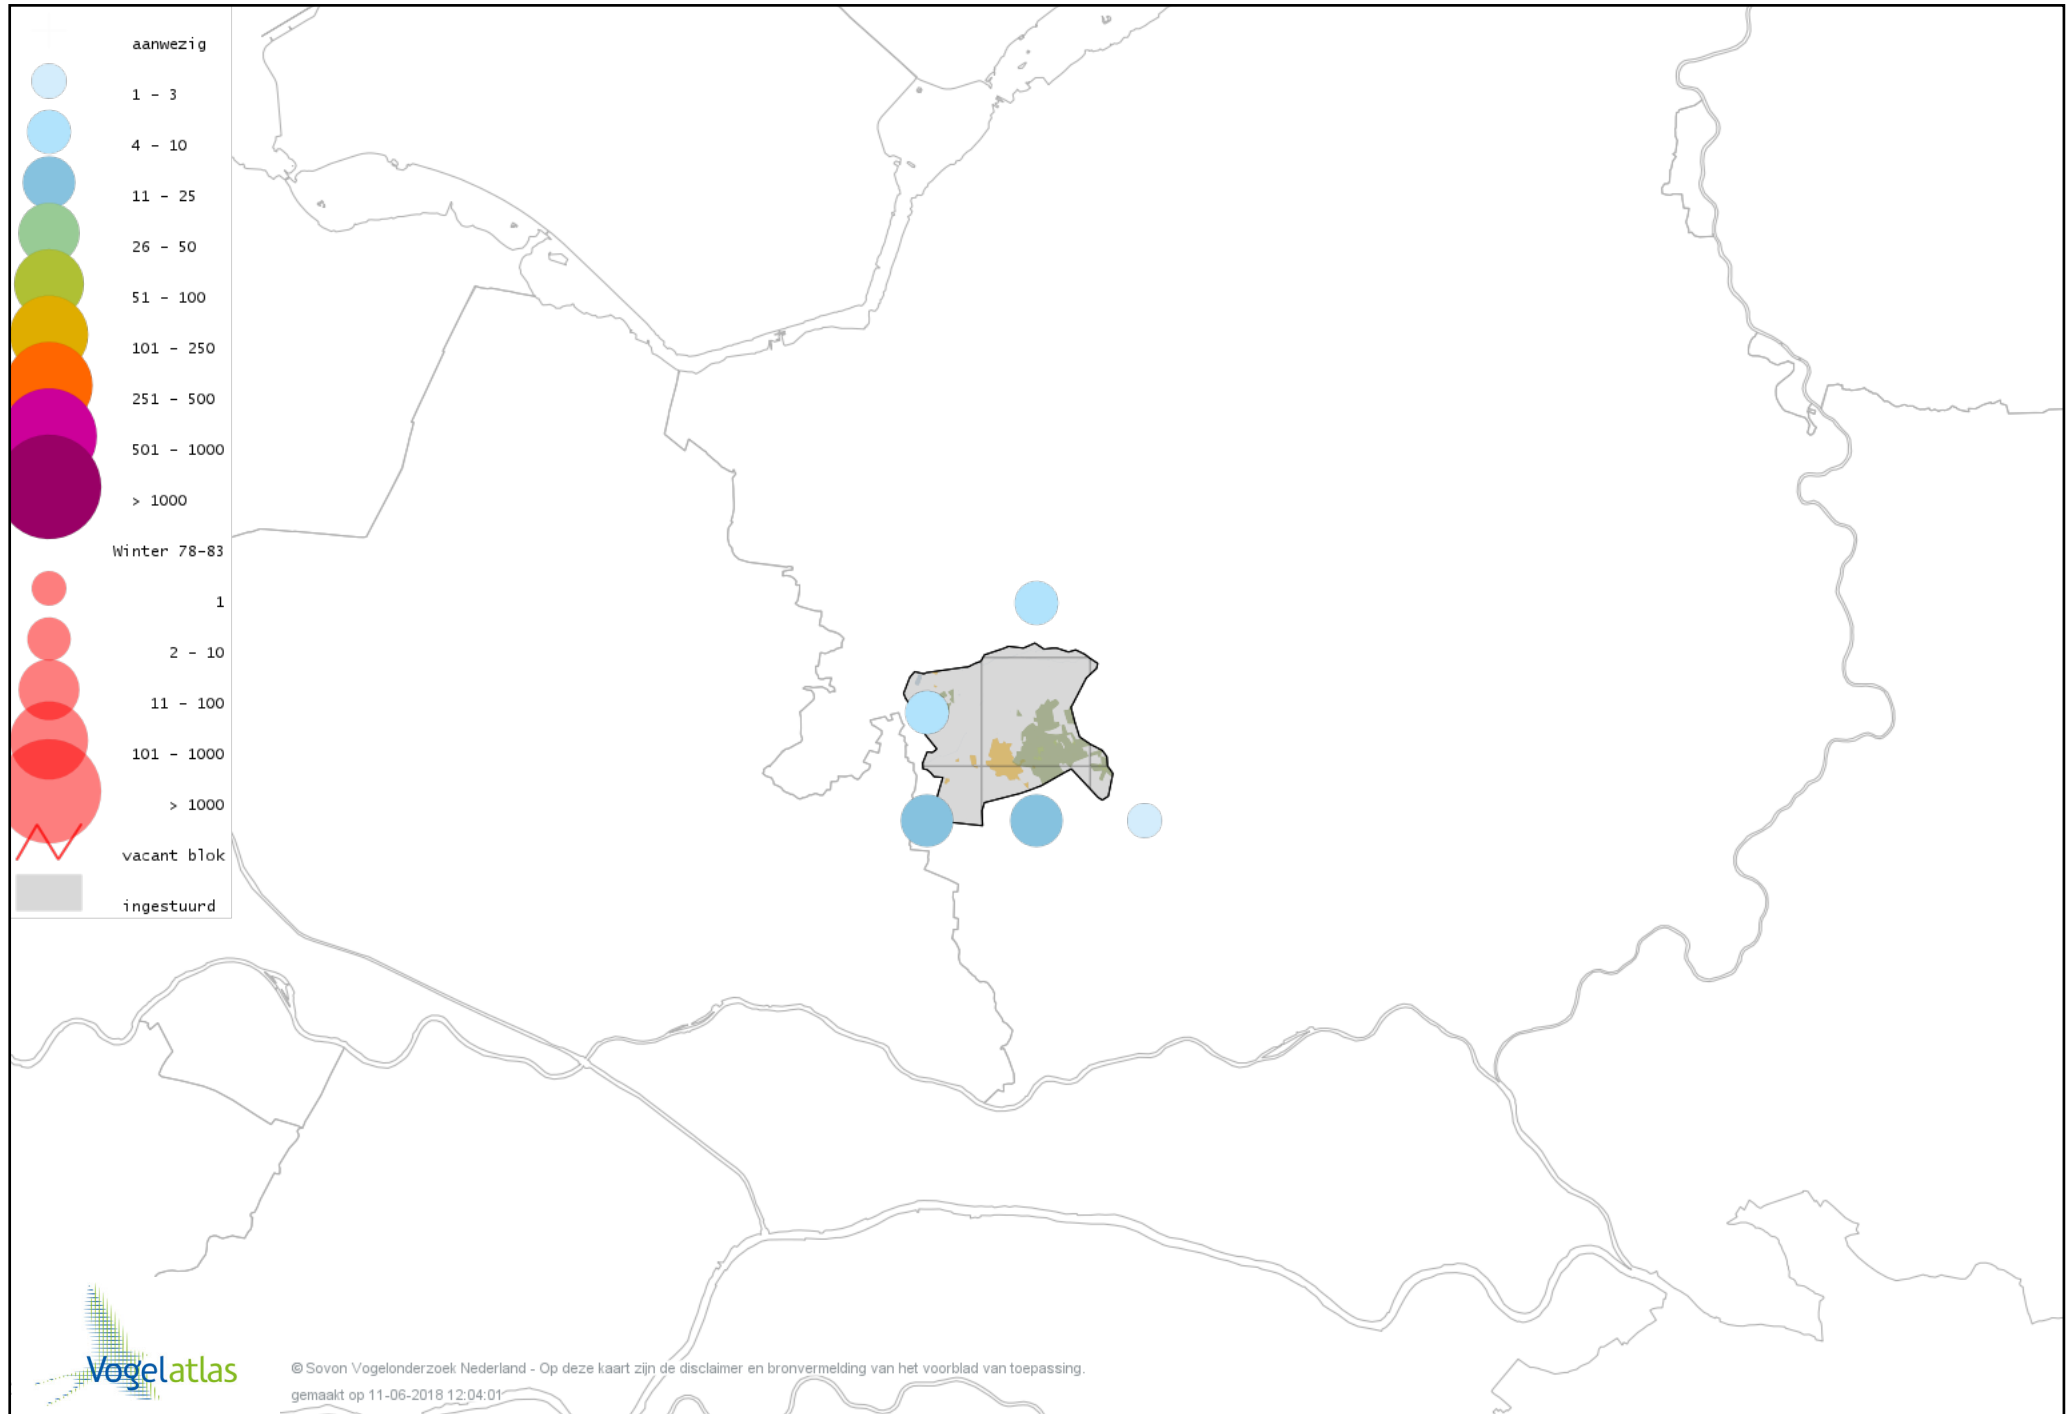 aanwezig
1 - 3
4 - 10
11 - 25
26 - 50
51 - 100
101 - 250
251 - 500
501 - 1000
> 1000
Winter 78-83
1
2 - 10
11 - 100
101 - 1000
> 1000
vacant blok
ingestuurd
Vogelatlas
© Sovon Vogelonderzoek Nederland - Op deze kaart zijn de disclaimer en bronvermelding van het voorblad van toepassing.
gemaakt op 11-06-2018 12:04:01